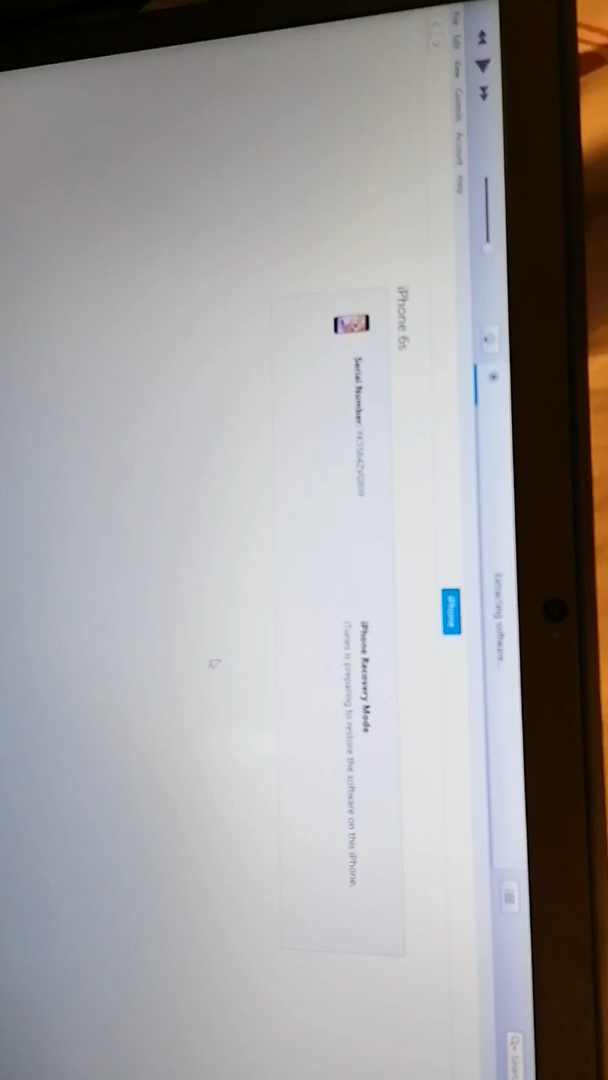 File Edit View Controls Account Help
Extracting software...
iPhone
iPhone 6s
Serial Number:
iPhone Recovery Mode
iTunes is preparing to restore the software on this iPhone.